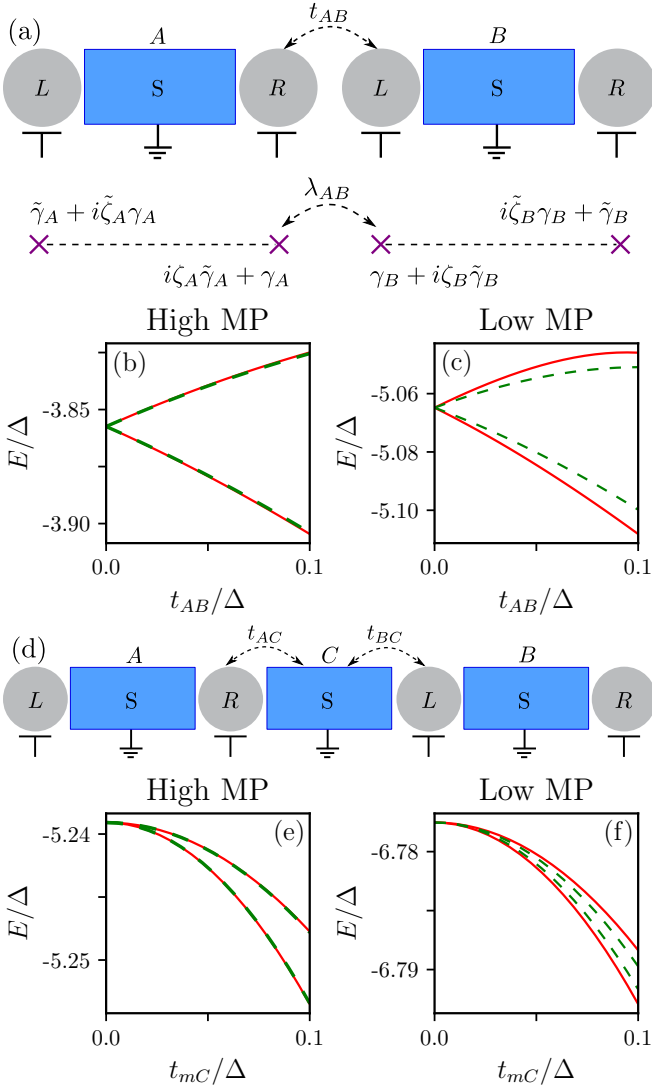 (a) t_{AB}
A B
L S R L S R
λ_{AB}
γ̃_A + iζ̃_Aγ_A iζ̃_Bγ_B + γ̃_B
iζ_Aγ̃_A + γ_A γ_B + iζ_Bγ̃_B
High MP Low MP
(b) (c)
E/Δ -3.85 -3.90
0.0 0.1
t_{AB}/Δ
E/Δ -5.06 -5.08 -5.10
0.0 0.1
t_{AB}/Δ
(d) t_{AC} t_{BC}
A C B
L S R S L S R
High MP Low MP
(e) (f)
E/Δ -5.24 -5.25
0.0 0.1
t_{mC}/Δ
E/Δ -6.78 -6.79
0.0 0.1
t_{mC}/Δ